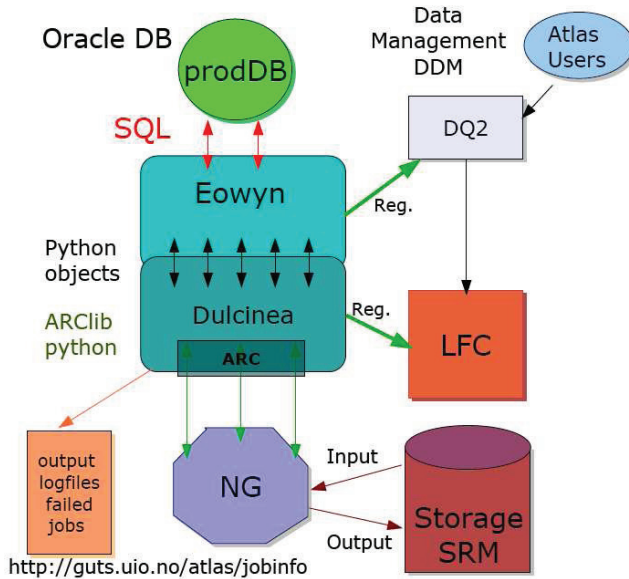 Oracle DB
prodDB
Data
Management
DDM
Atlas
Users
SQL
DQ2
Eowyn
Reg.
Python
objects
Dulcinea
Reg.
ARClib
python
LFC
ARC
output
logfiles
failed
jobs
NG
Input
Output
Storage
SRM
http://guts.uio.no/atlas/jobinfo